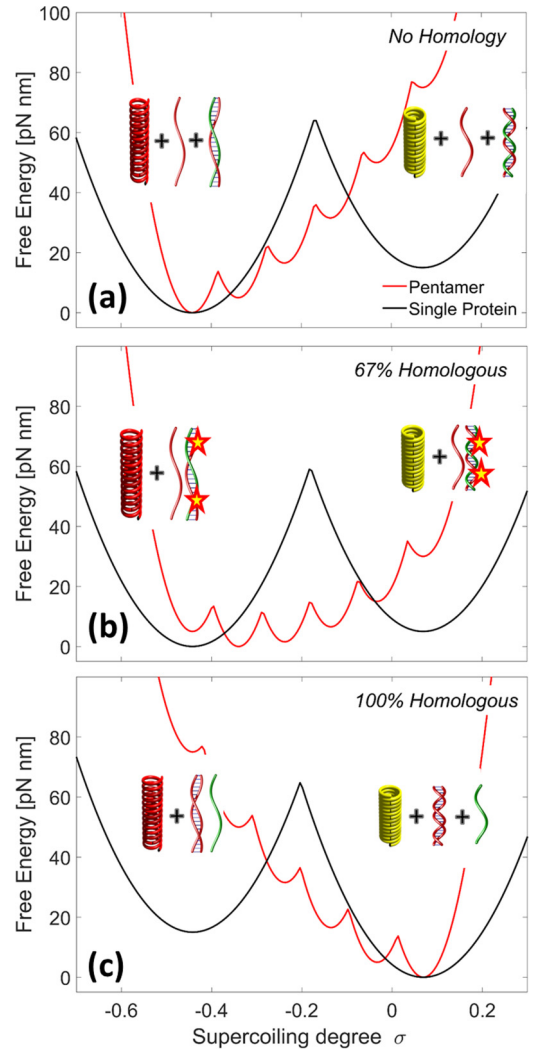 100
80
60
40
20
0
Free Energy [pN nm]
No Homology
+ +
+ +
(a)
Pentamer
Single Protein
80
60
40
20
0
Free Energy [pN nm]
67% Homologous
+
+
(b)
80
60
40
20
0
Free Energy [pN nm]
100% Homologous
+
+ +
(c)
-0.6 -0.4 -0.2 0 0.2
Supercoiling degree σ